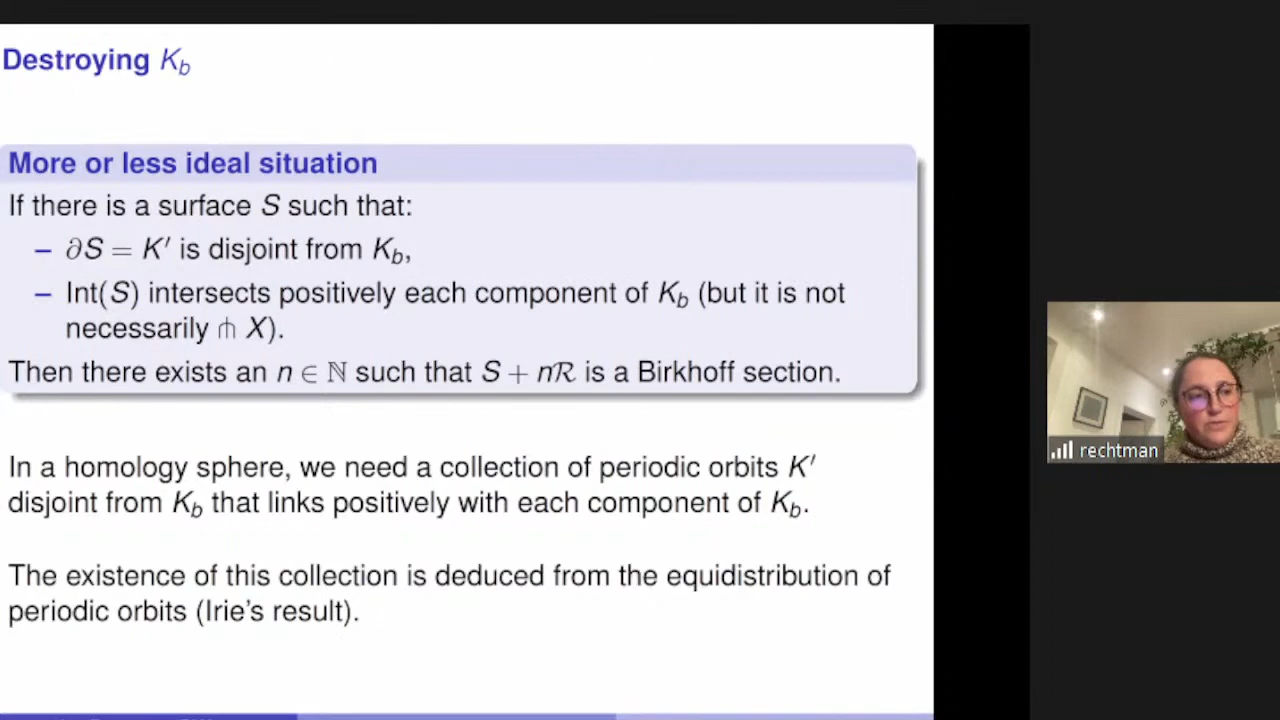 Destroying K_b
More or less ideal situation
If there is a surface S such that:
– ∂S = K′ is disjoint from K_b,
– Int(S) intersects positively each component of K_b (but it is not
necessarily ⋔ X).
Then there exists an n ∈ ℕ such that S + nℛ is a Birkhoff section.
In a homology sphere, we need a collection of periodic orbits K′
disjoint from K_b that links positively with each component of K_b.
The existence of this collection is deduced from the equidistribution of
periodic orbits (Irie's result).
rechtman